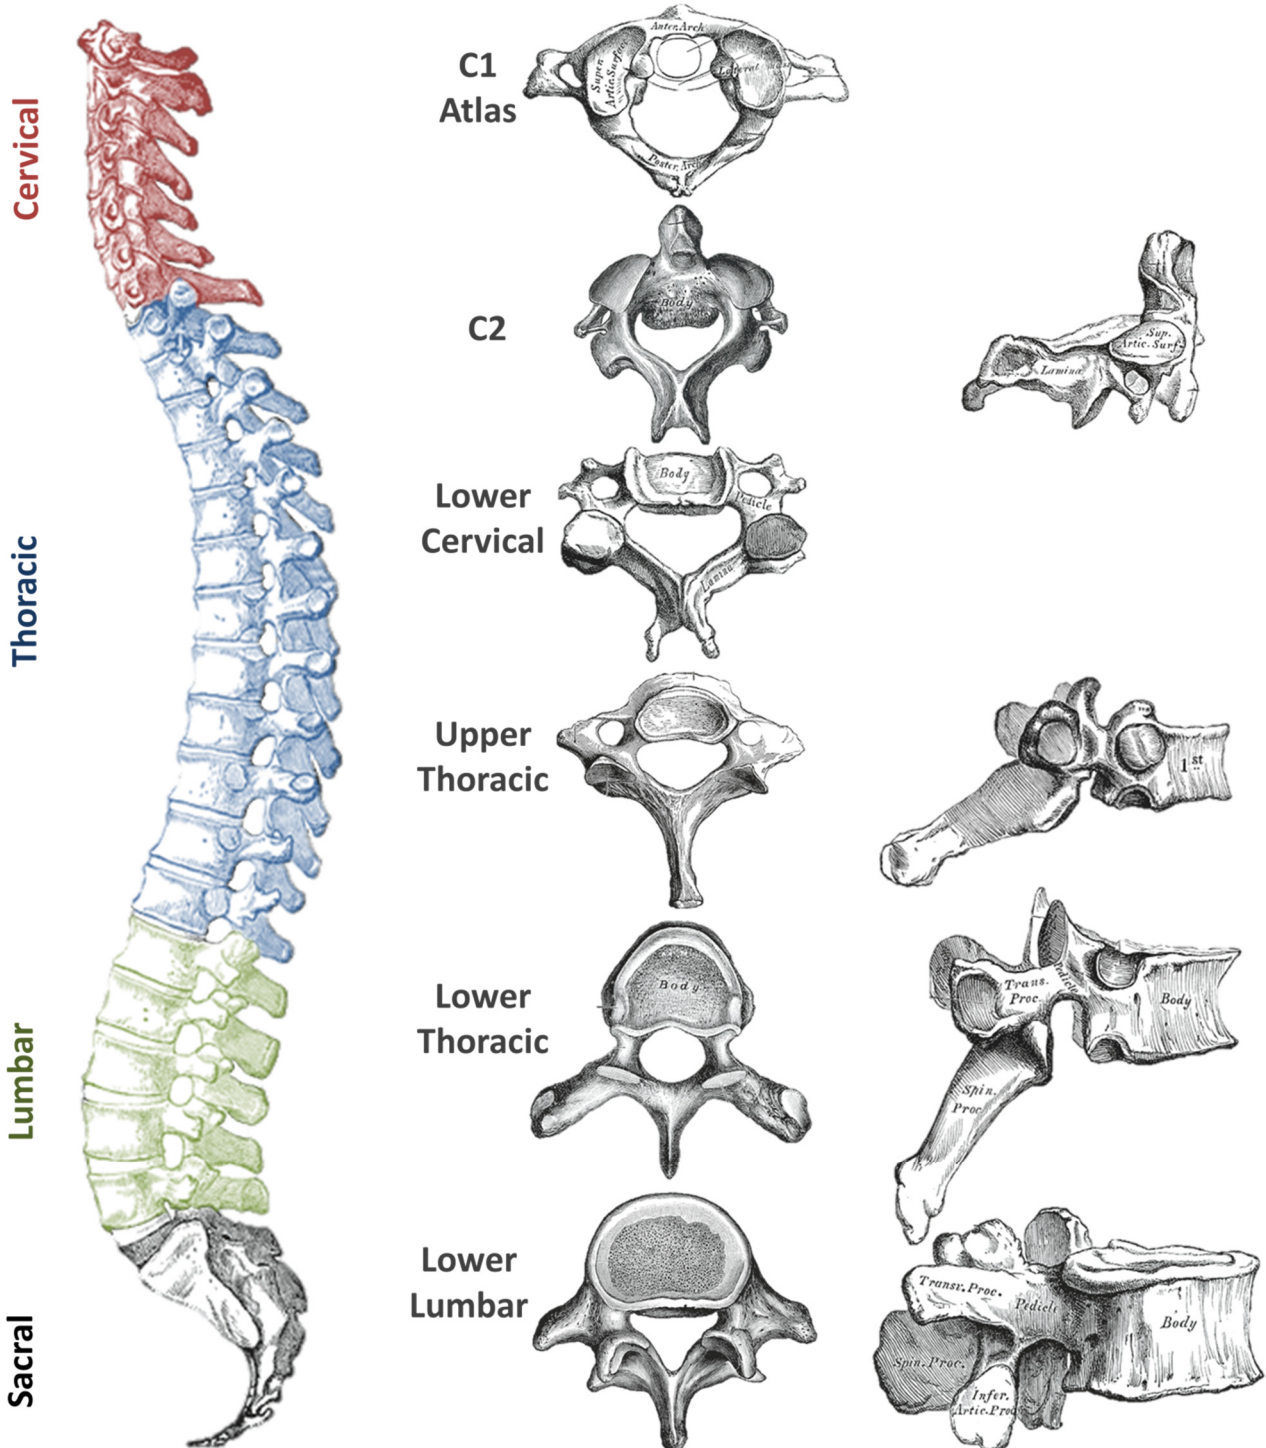 Cervical
Thoracic
Lumbar
Sacral
C1
Atlas
Anter. Arch
Super.
Artic. Surface
Poster. Arch
C2
Body
Sup.
Artic. Surf.
Lamina
Lower
Cervical
Body
Pedicle
Lamina
Upper
Thoracic
1st
Lower
Thoracic
Body
Trans.
Proc.
Pedicle
Body
Spin.
Proc.
Lower
Lumbar
Transv. Proc.
Pedicle
Body
Spin. Proc.
Infer.
Artic. Proc.